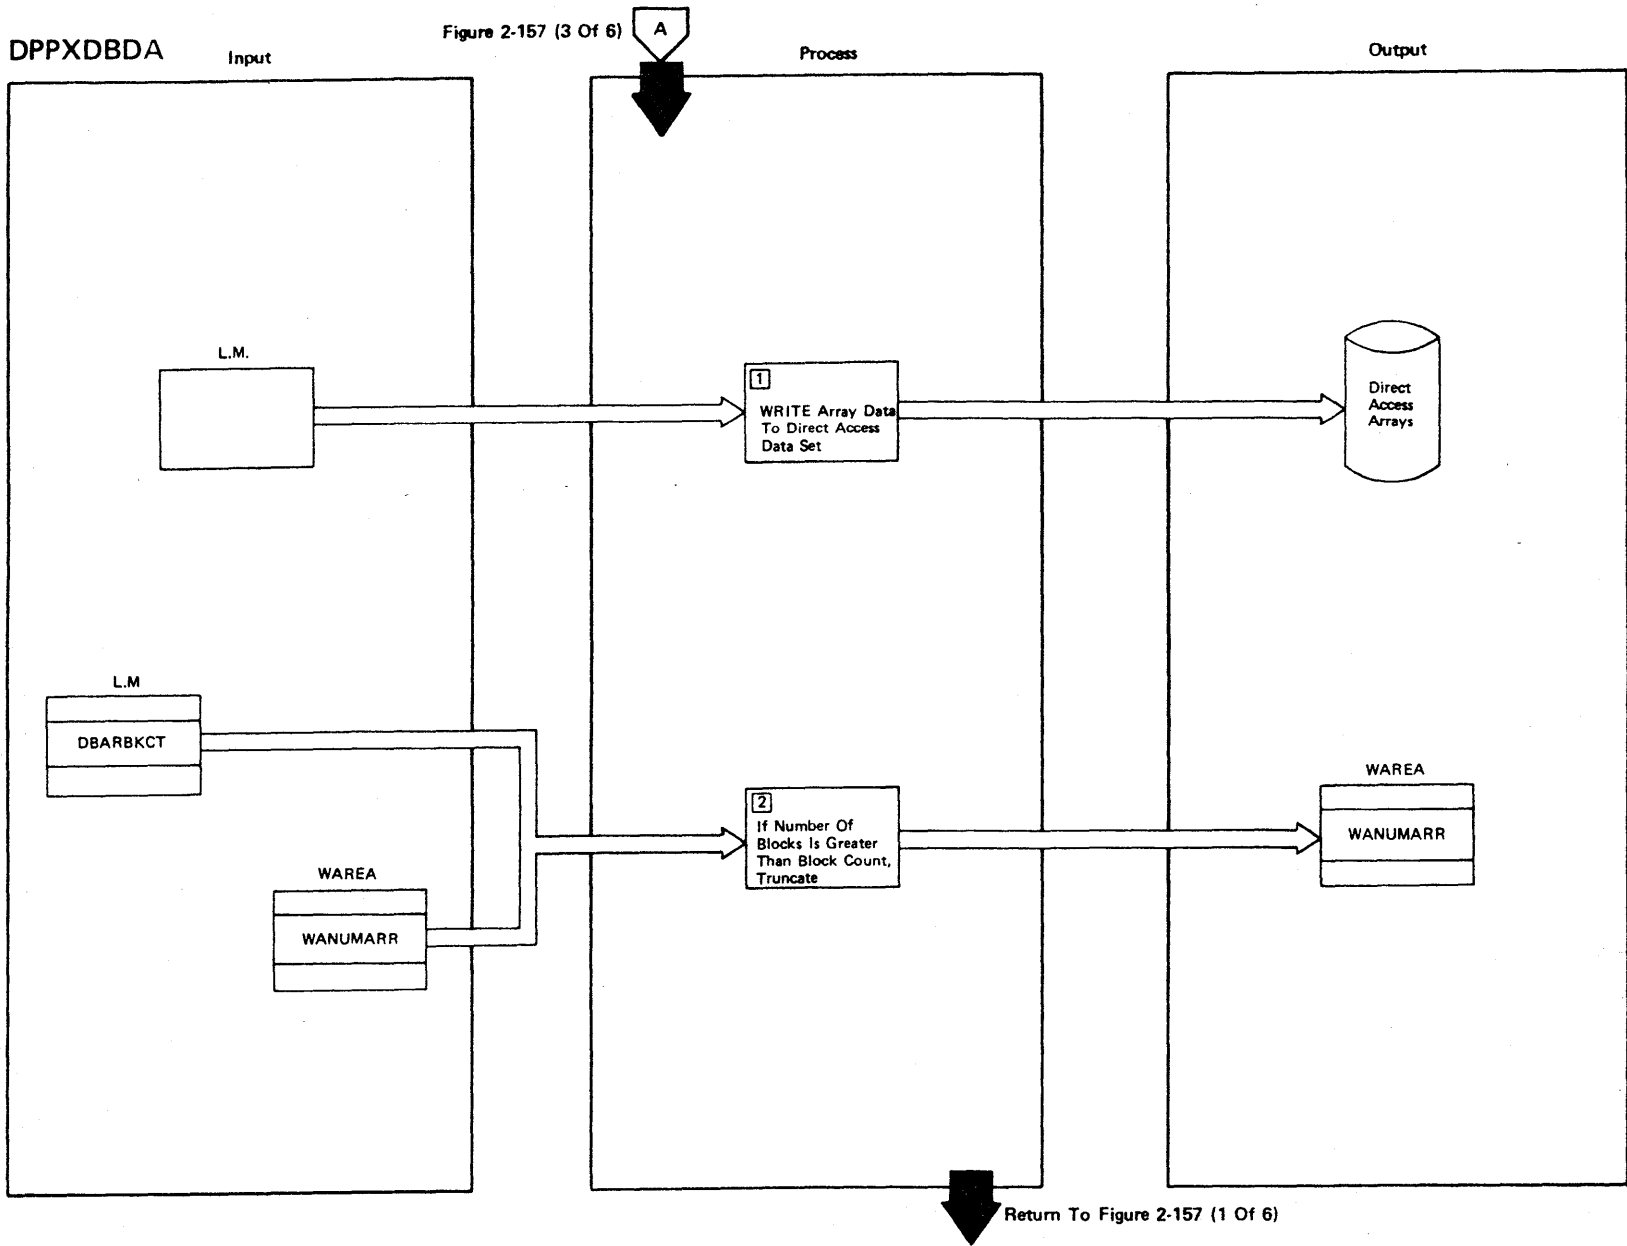 Figure 2-157 (3 Of 6)
A
DPPXDBDA
Input
Process
Output
L.M.
1
WRITE Array Data
To Direct Access
Data Set
Direct
Access
Arrays
L.M
DBARBKCT
WAREA
WANUMARR
2
If Number Of
Blocks Is Greater
Than Block Count,
Truncate
WAREA
WANUMARR
Return To Figure 2-157 (1 Of 6)